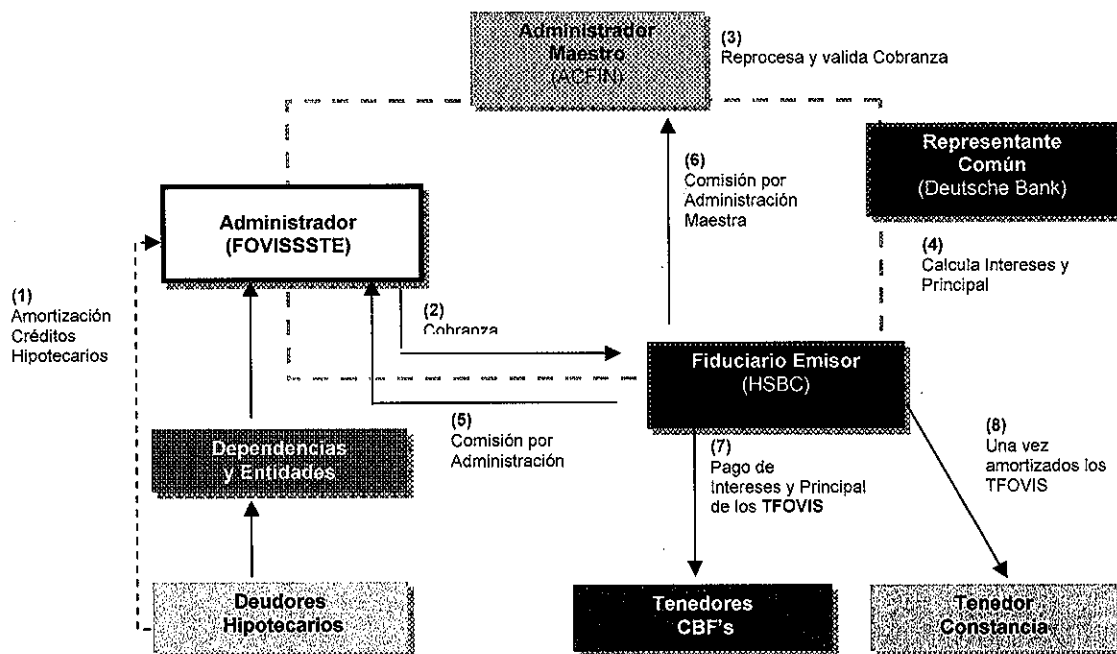 Administrador
Maestro
(ACFIN)
(3)
Reprocesa y valida Cobranza
Representante
Común
(Deutsche Bank)
(6)
Comisión por
Administración
Maestra
Administrador
(FOVISSSTE)
(4)
Calcula Intereses y
Principal
(1)
Amortización
Créditos
Hipotecarios
(2)
Cobranza
Fiduciario Emisor
(HSBC)
(5)
Comisión por
Administración
Dependencias
y Entidades
(7)
Pago de
Intereses y Principal
de los TFOVIS
(8)
Una vez
amortizados los
TFOVIS
Deudores
Hipotecarios
Tenedores
CBF's
Tenedor
Constancia